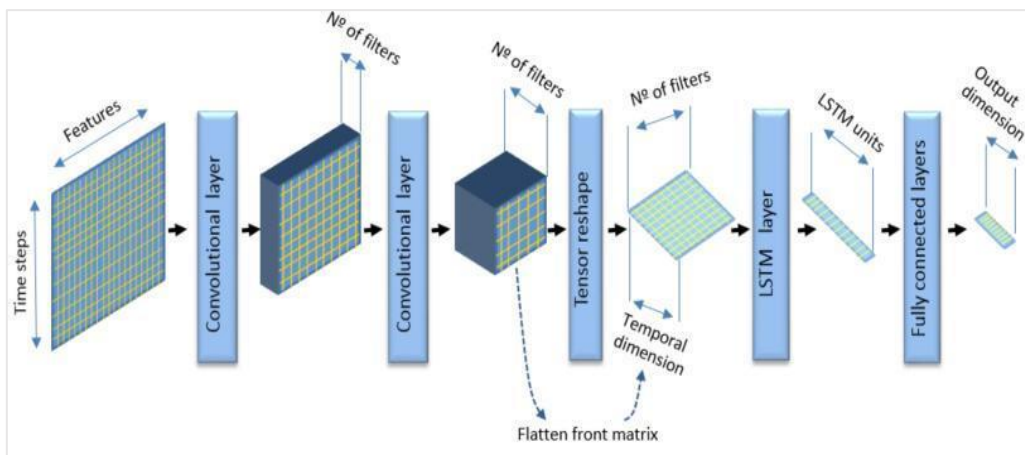 Features
Time steps
Convolutional layer
Nº of filters
Convolutional layer
Nº of filters
Tensor reshape
Nº of filters
Temporal
dimension
Flatten front matrix
LSTM layer
LSTM units
Fully connected layers
Output
dimension